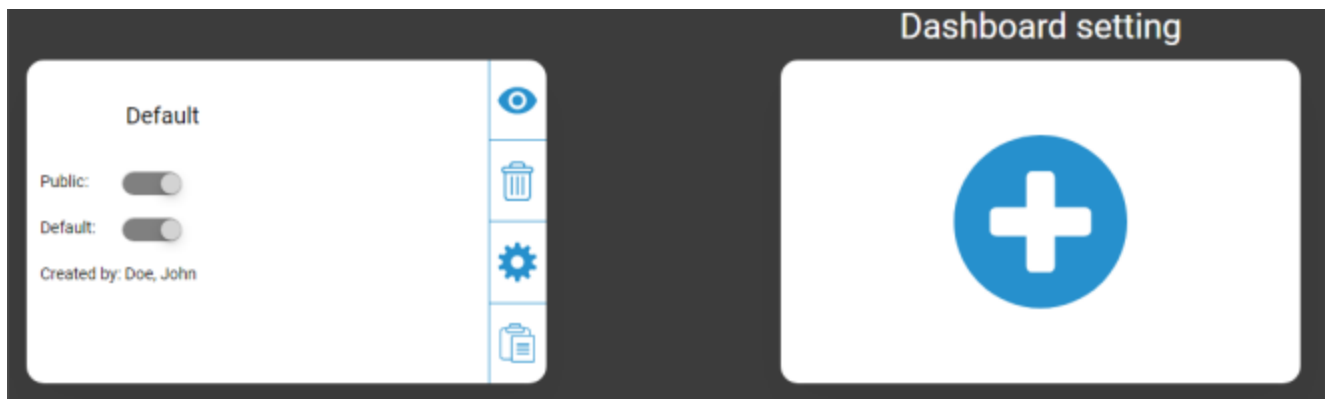 Dashboard setting
Default
Public:
Default:
Created by: Doe, John